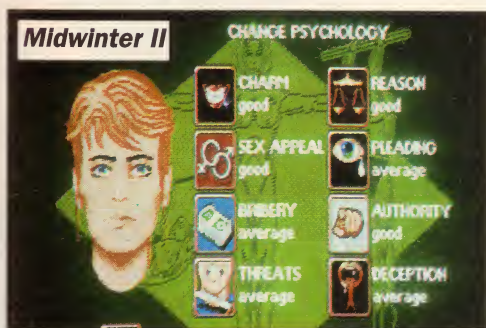 Midwinter II
CHANGE PSYCHOLOGY
CHARM
good
REASON
good
SEX APPEAL
good
PLEADING
average
BRIBERY
average
AUTHORITY
good
THREATS
average
DECEPTION
average